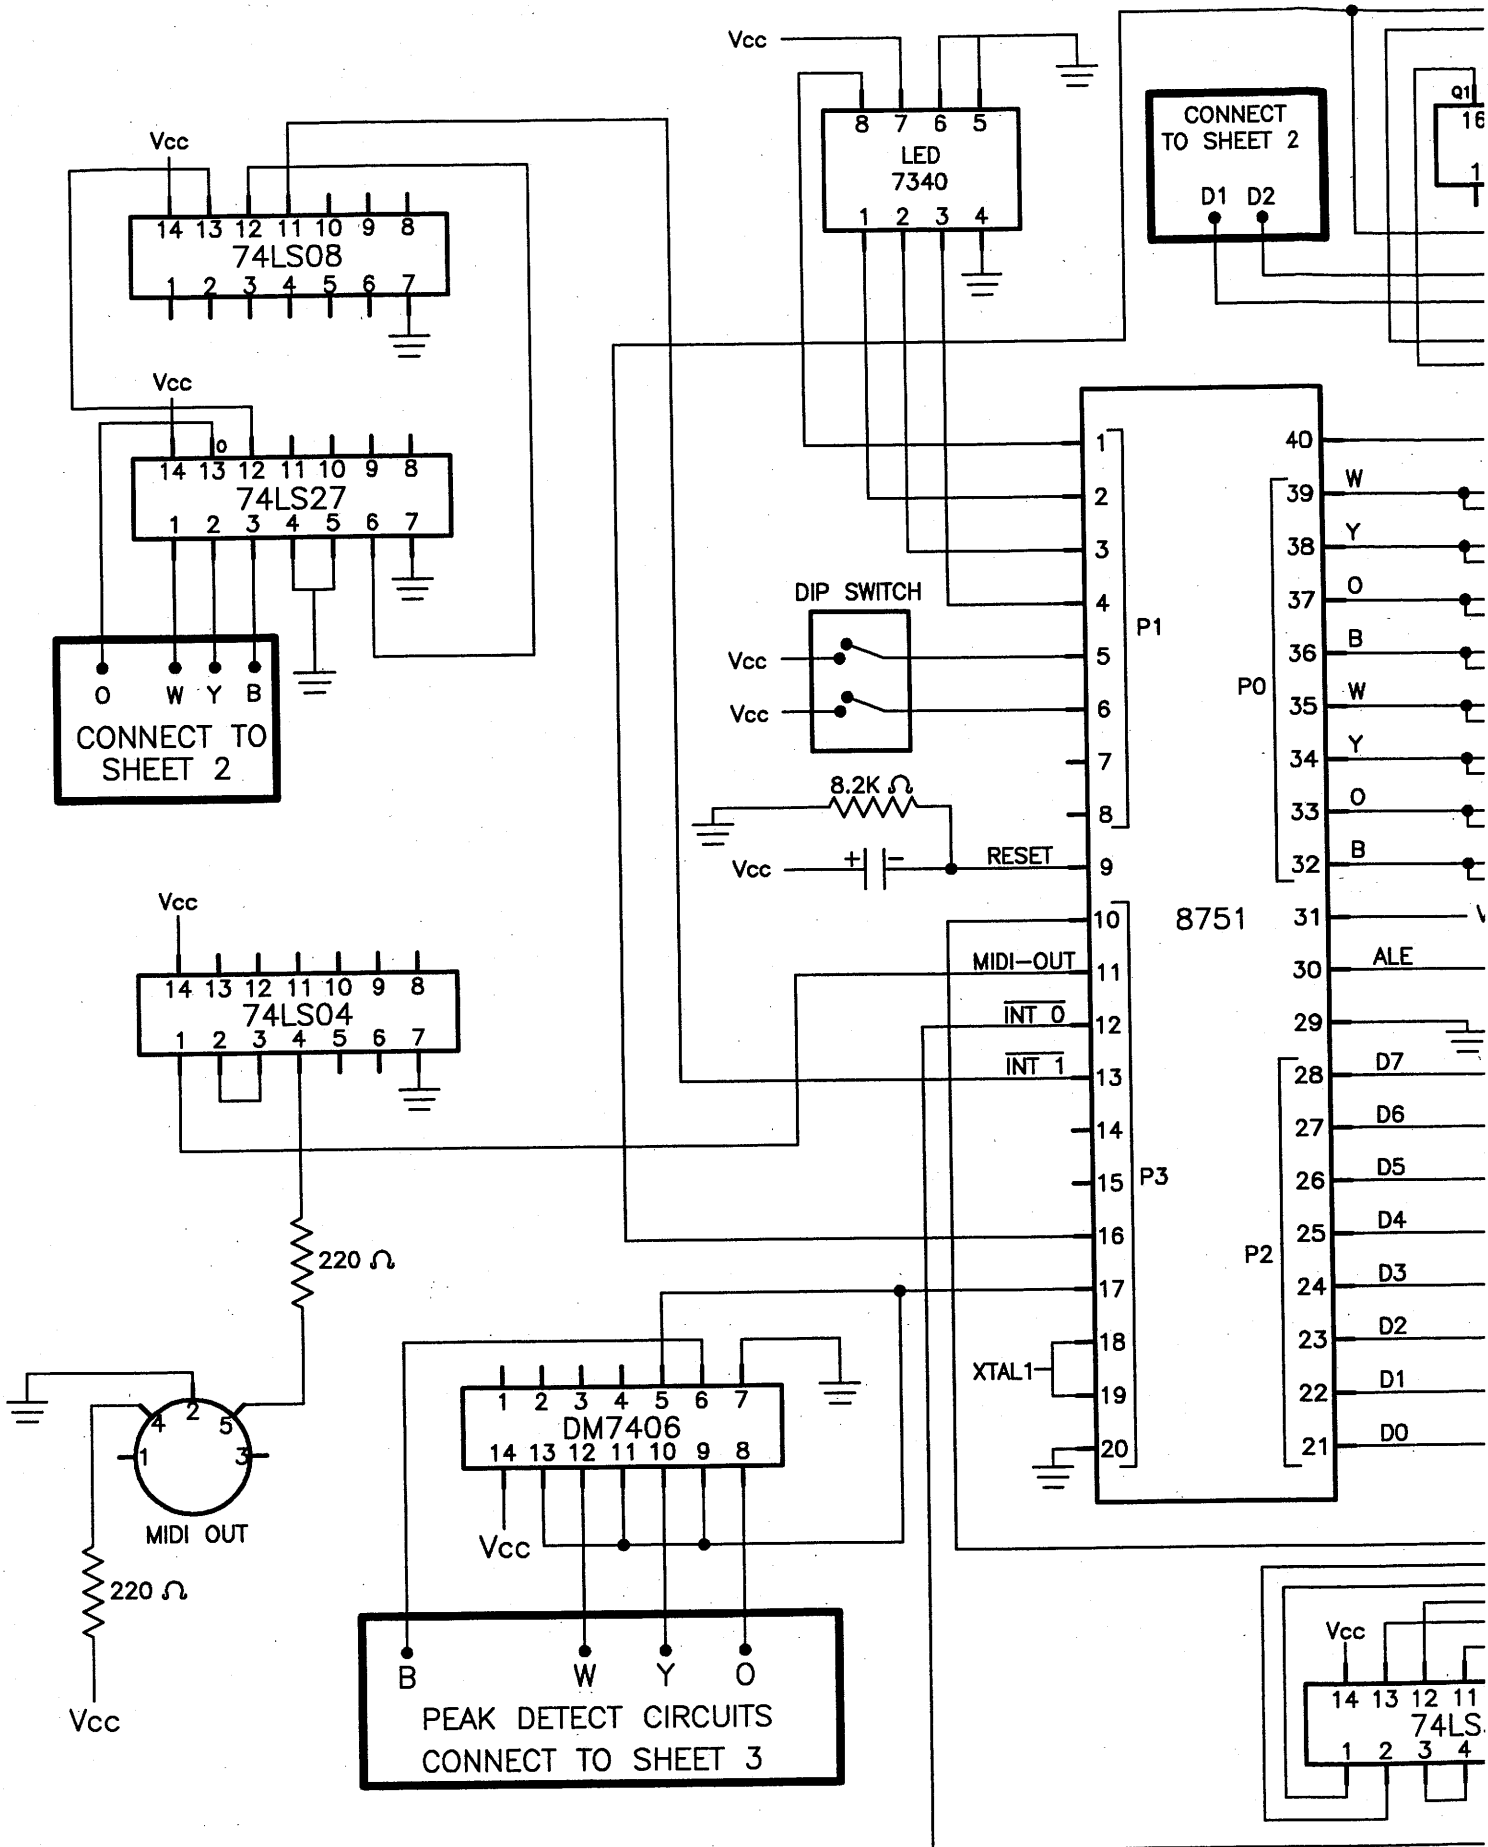 Vcc
8 7 6 5
LED
7340
1 2 3 4
CONNECT
TO SHEET 2
D1 D2
Q1
16
1
Vcc
14 13 12 11 10 9 8
74LS08
1 2 3 4 5 6 7
Vcc
O
14 13 12 11 10 9 8
74LS27
1 2 3 4 5 6 7
O W Y B
CONNECT TO
SHEET 2
DIP SWITCH
Vcc
Vcc
8.2K Ω
Vcc + − RESET
MIDI-OUT
INT 0
INT 1
XTAL1
1
2
3
4
5
6
7
8
P1
9
10
11
12
13
14
15
16
17
18
19
20
P3
8751
40
39 W
38 Y
37 O
36 B
35 W
34 Y
33 O
32 B
P0
31
30 ALE
29
28 D7
27 D6
26 D5
25 D4
24 D3
23 D2
22 D1
21 D0
P2
Vcc
14 13 12 11 10 9 8
74LS04
1 2 3 4 5 6 7
220 Ω
4 2 5
1 3
MIDI OUT
220 Ω
Vcc
1 2 3 4 5 6 7
DM7406
14 13 12 11 10 9 8
Vcc
B W Y O
PEAK DETECT CIRCUITS
CONNECT TO SHEET 3
Vcc
14 13 12 11
74LS
1 2 3 4